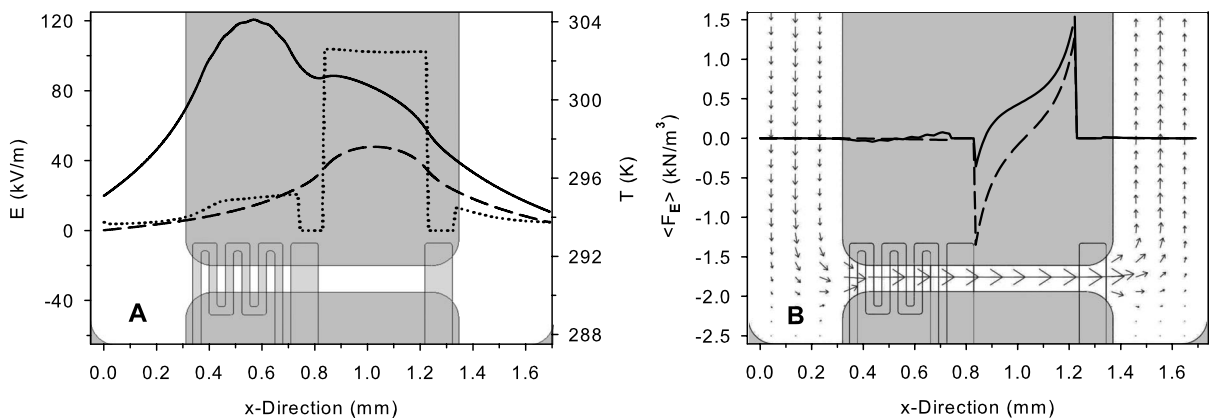 120
80
40
0
-40
E (kV/m)
304
300
296
292
288
T (K)
A
0.0 0.2 0.4 0.6 0.8 1.0 1.2 1.4 1.6
x-Direction (mm)
1.5
1.0
0.5
0.0
-0.5
-1.0
-1.5
-2.0
-2.5
<F_E> (kN/m³)
B
0.0 0.2 0.4 0.6 0.8 1.0 1.2 1.4 1.6
x-Direction (mm)